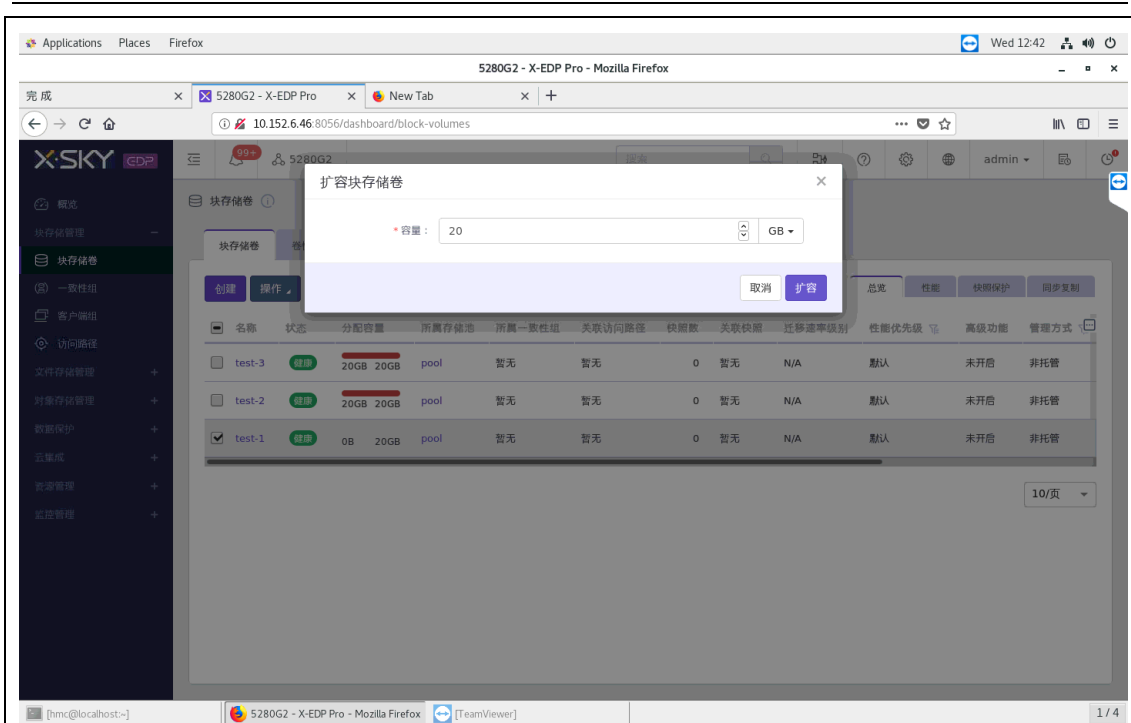 Applications Places Firefox Wed 12:42
5280G2 - X-EDP Pro - Mozilla Firefox
完成 5280G2 - X-EDP Pro New Tab
10.152.6.46:8056/dashboard/block-volumes
X-SKY EDP 99+ 5280G2 搜索 admin
扩容块存储卷
概览 块存储卷
块存储管理
* 容量： 20 GB
块存储卷 块存储卷
一致性组 创建 操作 取消 扩容 总览 性能 快照保护 同步复制
客户端组 名称 状态 分配容量 所属存储池 所属一致性组 关联访问路径 快照数 关联快照 迁移速率级别 性能优先级 高级功能 管理方式
访问路径
文件存储管理 test-3 健康 20GB 20GB pool 暂无 暂无 0 暂无 N/A 默认 未开启 非托管
对象存储管理 test-2 健康 20GB 20GB pool 暂无 暂无 0 暂无 N/A 默认 未开启 非托管
数据保护 test-1 健康 0B 20GB pool 暂无 暂无 0 暂无 N/A 默认 未开启 非托管
云集成
资源管理 10/页
监控管理
[hmc@localhost:~] 5280G2 - X-EDP Pro - Mozilla Firefox [TeamViewer] 1 / 4